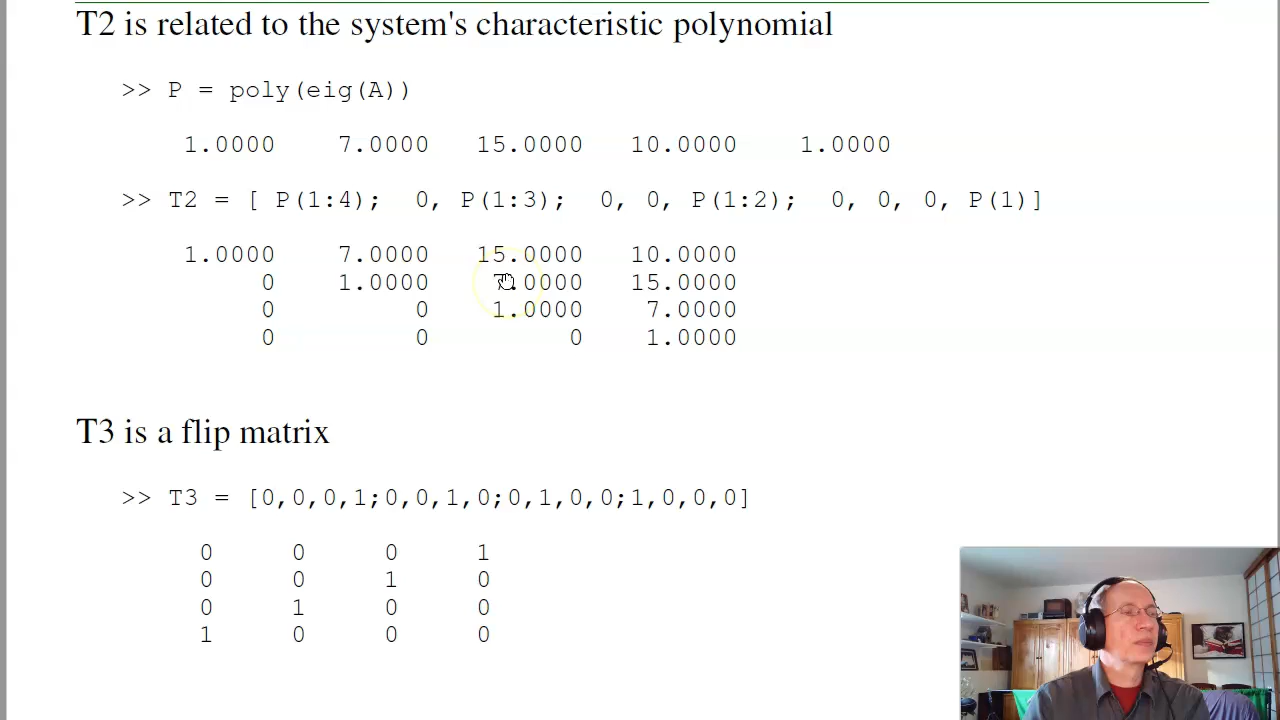 T2 is related to the system's characteristic polynomial
>> P = poly(eig(A))
1.0000 7.0000 15.0000 10.0000 1.0000
>> T2 = [ P(1:4); 0, P(1:3); 0, 0, P(1:2); 0, 0, 0, P(1)]
1.0000 7.0000 15.0000 10.0000
0 1.0000 7.0000 15.0000
0 0 1.0000 7.0000
0 0 0 1.0000
T3 is a flip matrix
>> T3 = [0,0,0,1;0,0,1,0;0,1,0,0;1,0,0,0]
0 0 0 1
0 0 1 0
0 1 0 0
1 0 0 0